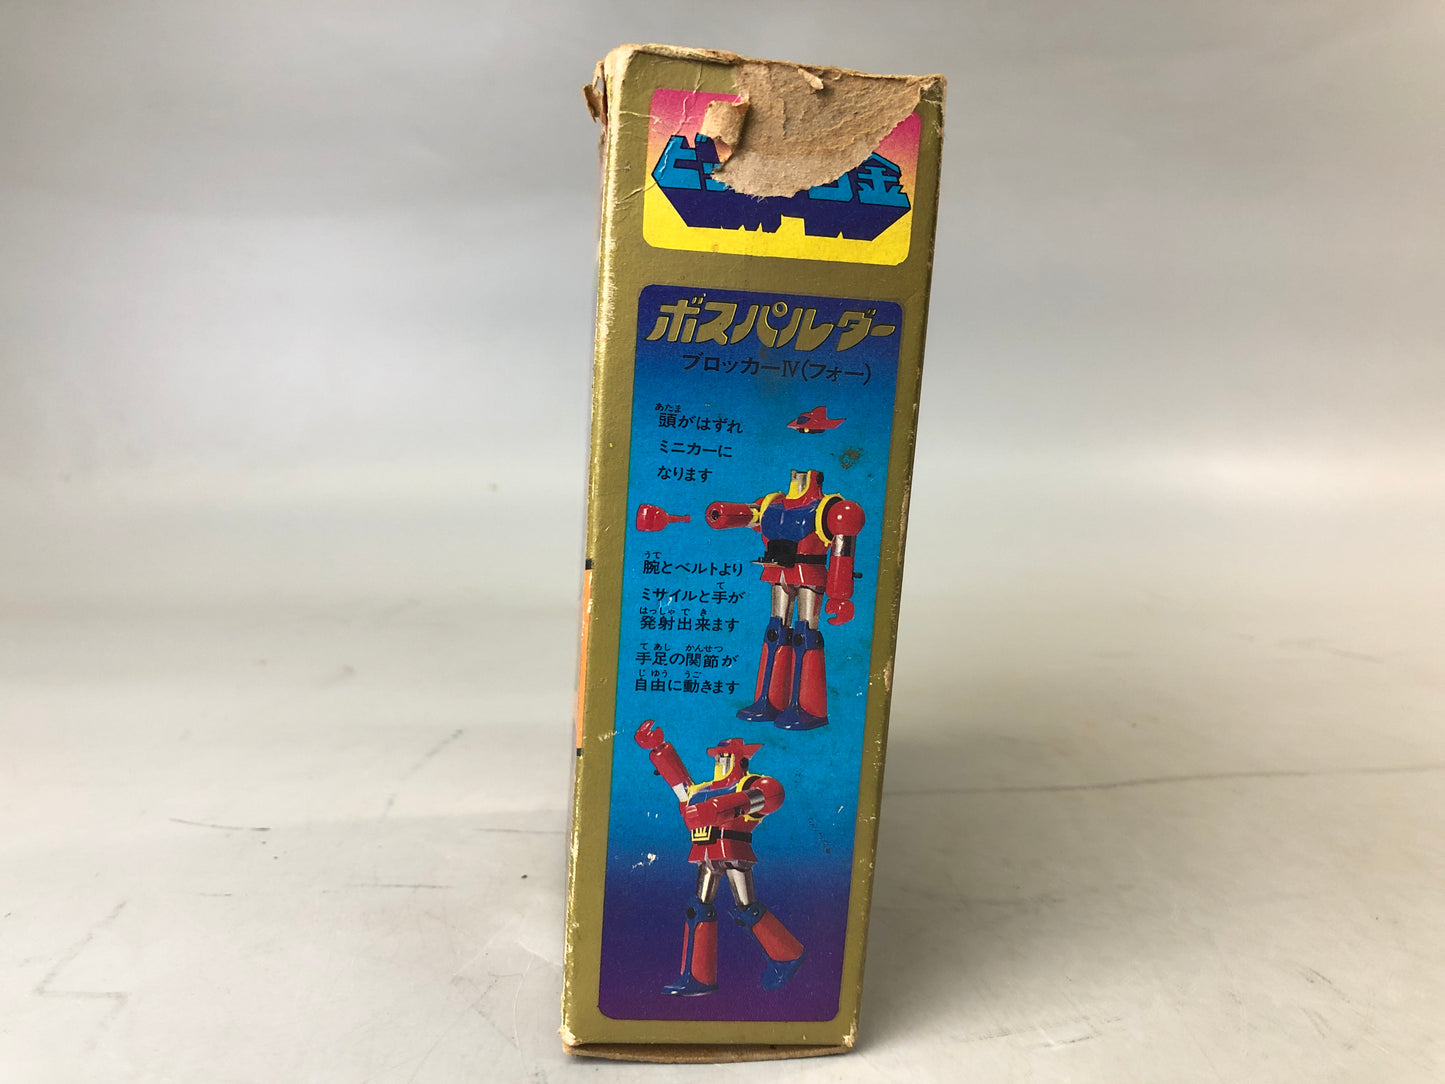 ビ 金
ボスパルダー
ブロッカーⅣ(フォー)
あたま
頭がはずれ
ミニカーに
なります
うで
腕とベルトより
て
ミサイルと手が
はっしゃ で き
発射出来ます
て あし かんせつ
手足の関節が
じ ゆう うご
自由に動きます